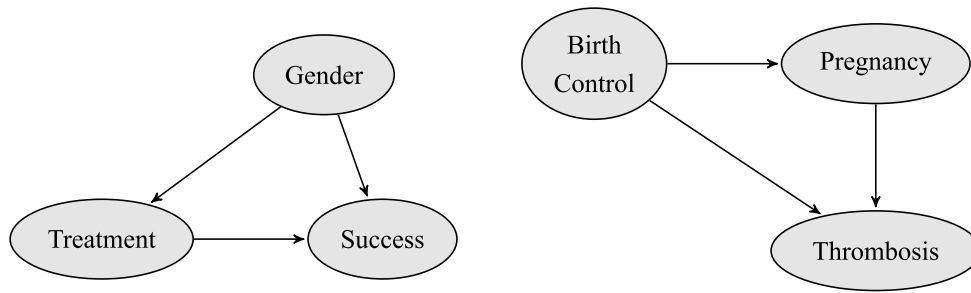 Gender
Treatment
Success
Birth
Control
Pregnancy
Thrombosis